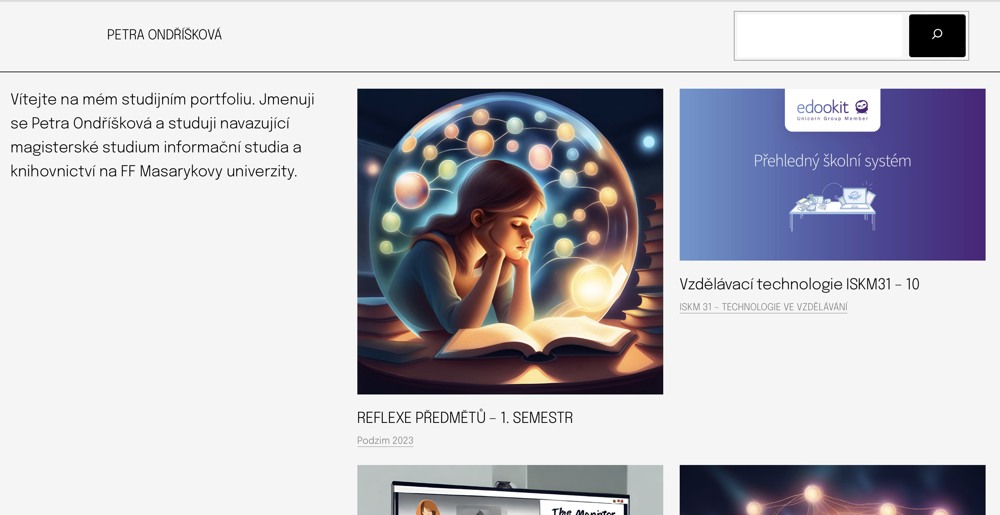 PETRA ONDŘÍŠKOVÁ
Vítejte na mém studijním portfoliu. Jmenuji
se Petra Ondříšková a studuji navazující
magisterské studium informační studia a
knihovnictví na FF Masarykovy univerzity.
REFLEXE PŘEDMĚTŮ – 1. SEMESTR
Podzim 2023
edookit
Unicorn Group Member
Přehledný školní systém
Vzdělávací technologie ISKM31 – 10
ISKM 31 – TECHNOLOGIE VE VZDĚLÁVÁNÍ
The